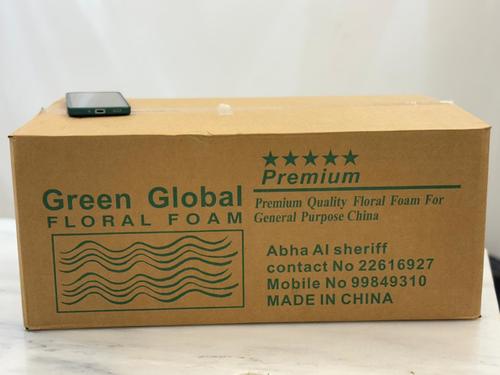 Green Global
FLORAL FOAM
Premium
Premium Quality Floral Foam For
General Purpose China
Abha Al sheriff
contact No 22616927
Mobile No 99849310
MADE IN CHINA